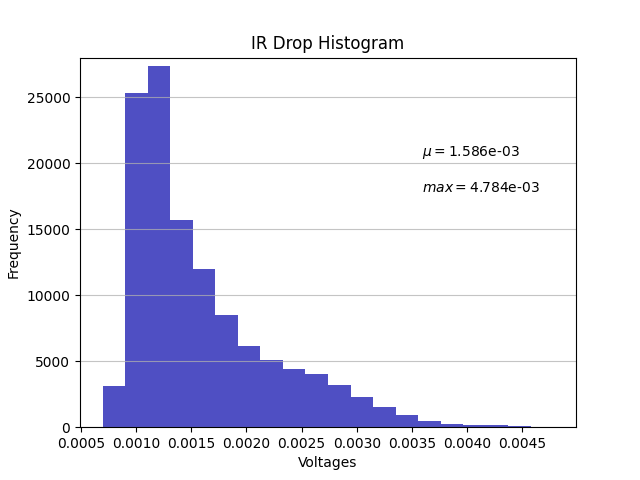 IR Drop Histogram
25000
20000
15000
10000
5000
0
Frequency
μ = 1.586e-03
max = 4.784e-03
0.0005 0.0010 0.0015 0.0020 0.0025 0.0030 0.0035 0.0040 0.0045
Voltages